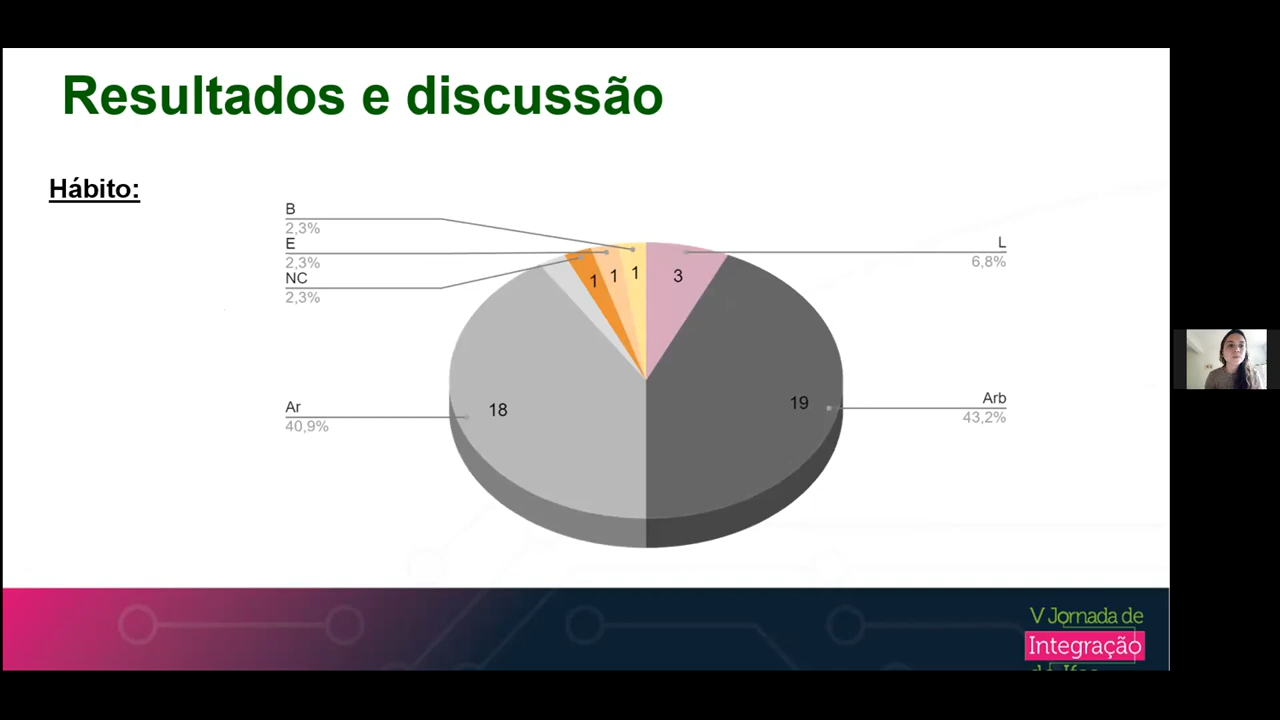 Resultados e discussão
Hábito:
B
2,3%
E
2,3%
NC
2,3%
Ar
40,9%
L
6,8%
Arb
43,2%
1
1
1
3
18
19
V Jornada de
Integração